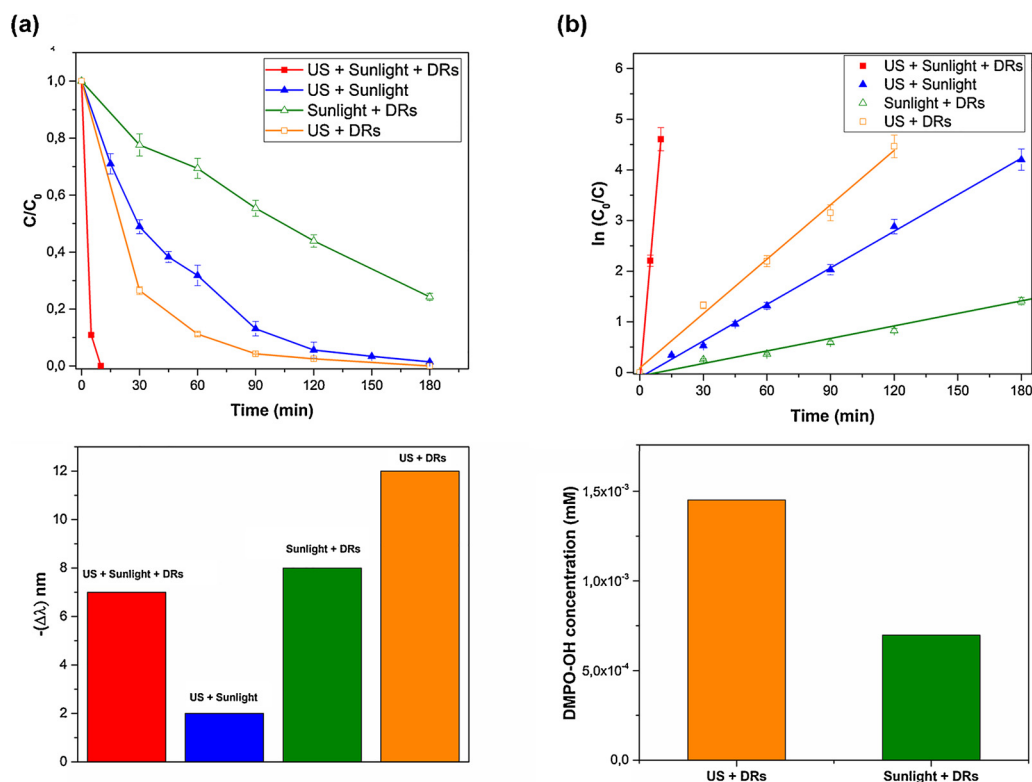 (a)
C/C₀
1,0
0,8
0,6
0,4
0,2
0,0
US + Sunlight + DRs
US + Sunlight
Sunlight + DRs
US + DRs
0 30 60 90 120 150 180
Time (min)
(b)
ln (C₀/C)
6
5
4
3
2
1
0
US + Sunlight + DRs
US + Sunlight
Sunlight + DRs
US + DRs
0 30 60 90 120 150 180
Time (min)
-(Δλ) nm
12
10
8
6
4
2
0
US + Sunlight + DRs
US + Sunlight
Sunlight + DRs
US + DRs
DMPO-OH concentration (mM)
1,5x10⁻³
1,0x10⁻³
5,0x10⁻⁴
0,0
US + DRs
Sunlight + DRs